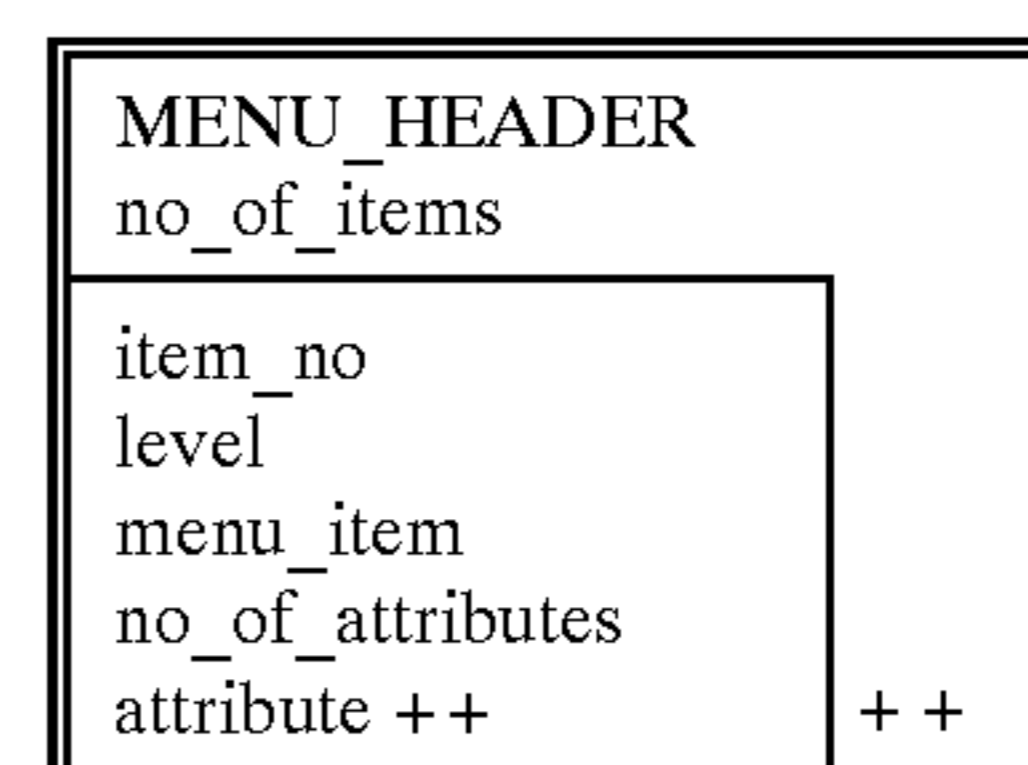 MENU_HEADER
no_of_items
item_no
level
menu_item
no_of_attributes
attribute ++ + +